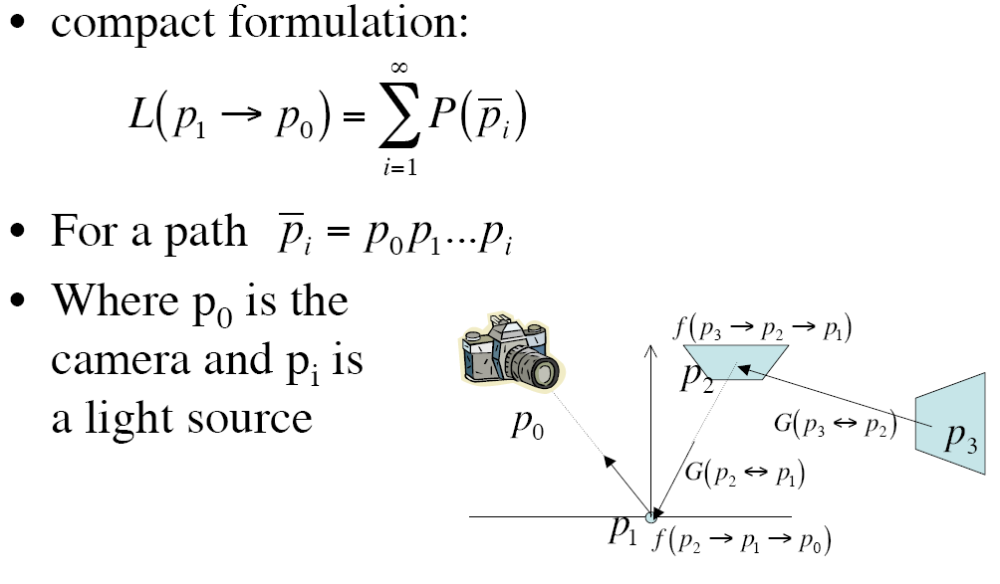 • compact formulation:
L(p₁ → p₀) = ∑_{i=1}^{∞} P(p̅ᵢ)
• For a path p̅ᵢ = p₀p₁...pᵢ
• Where p₀ is the
camera and pᵢ is
a light source
f(p₃ → p₂ → p₁)
p₂
p₀
G(p₃ ↔ p₂)
p₃
G(p₂ ↔ p₁)
p₁
f(p₂ → p₁ → p₀)